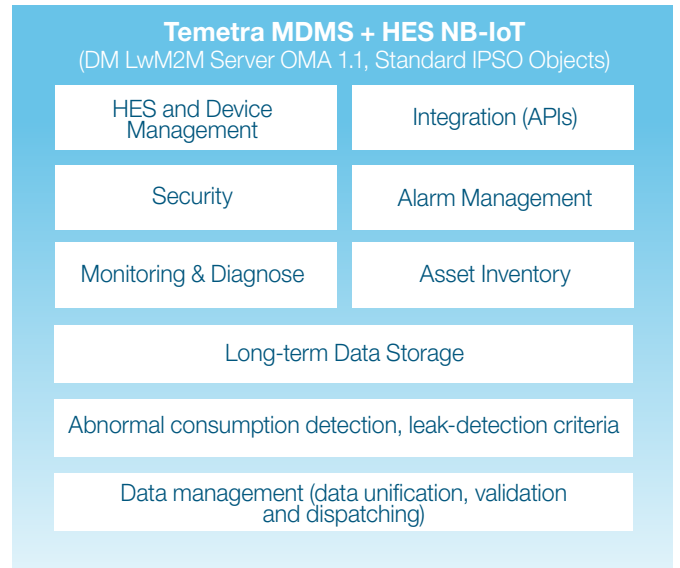 Temetra MDMS + HES NB-IoT
(DM LwM2M Server OMA 1.1, Standard IPSO Objects)
HES and Device
Management
Integration (APIs)
Security
Alarm Management
Monitoring & Diagnose
Asset Inventory
Long-term Data Storage
Abnormal consumption detection, leak-detection criteria
Data management (data unification, validation
and dispatching)